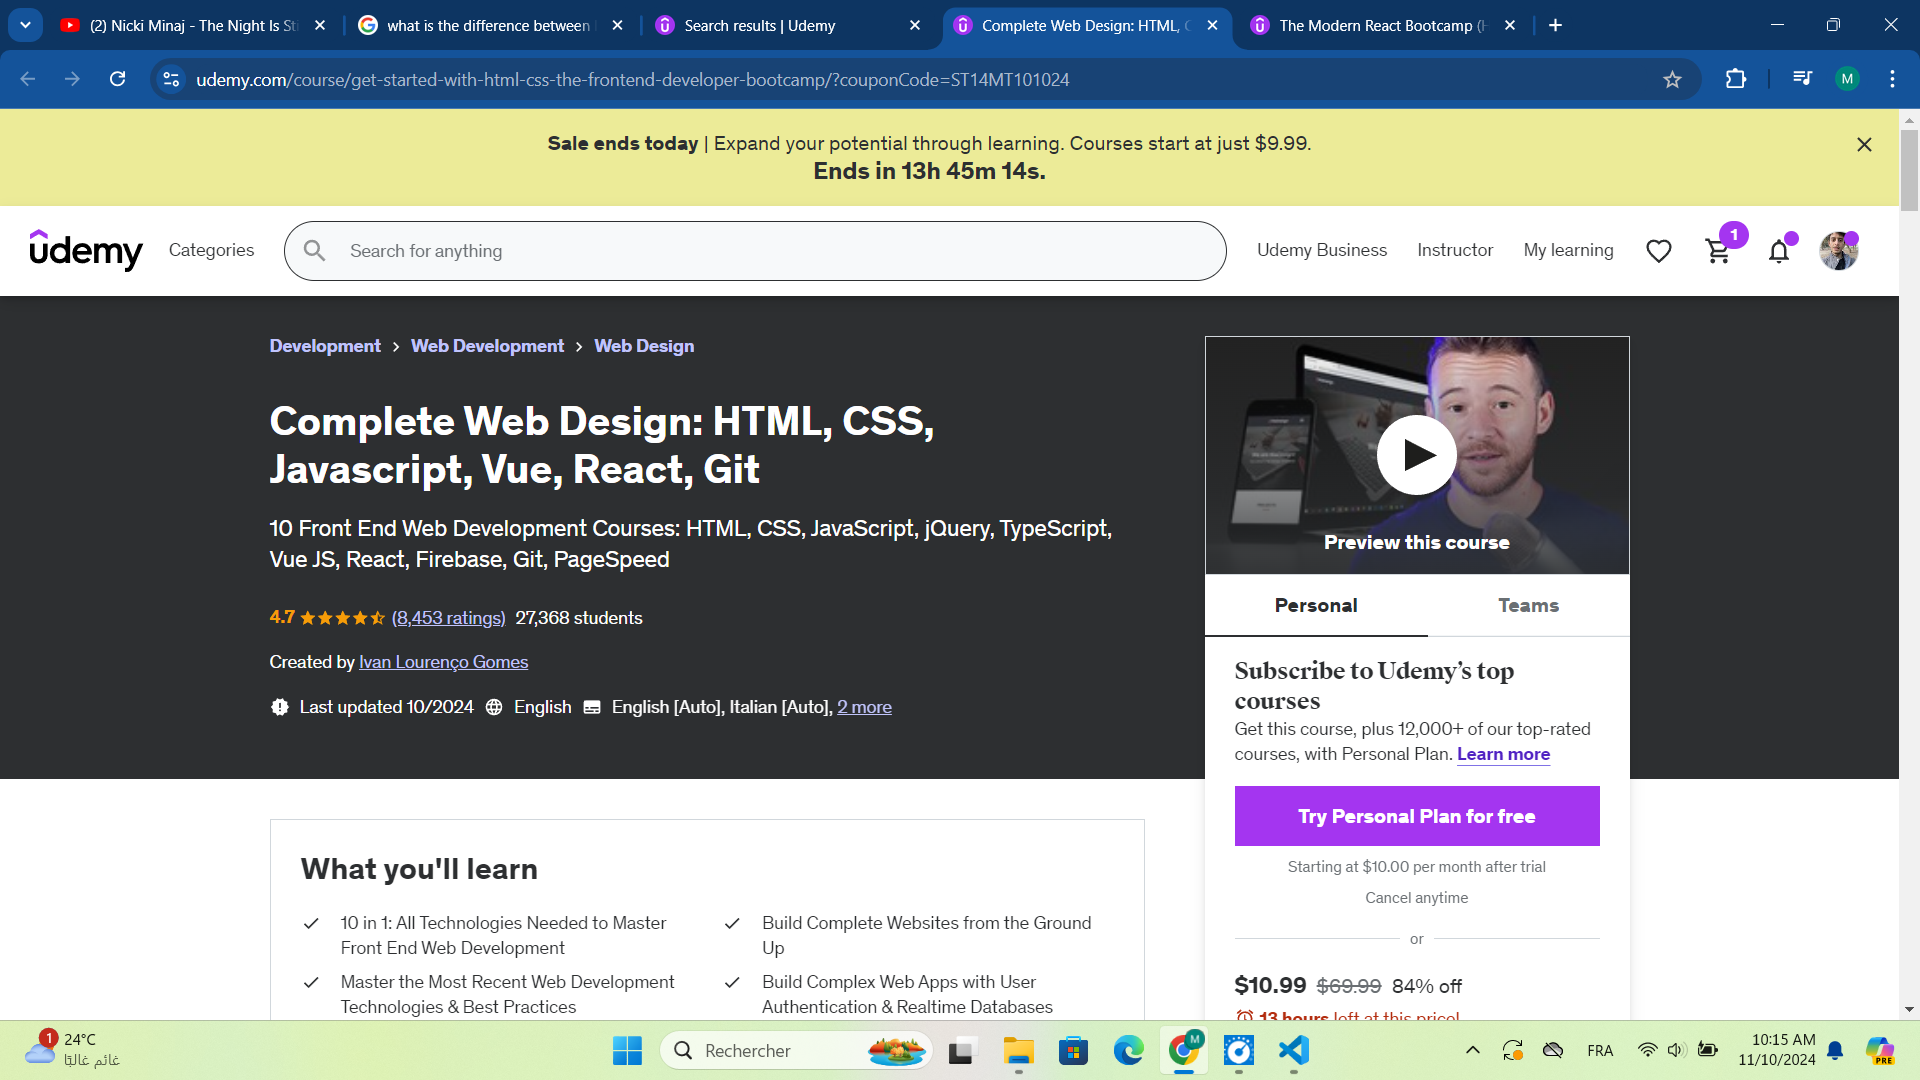 (2) Nicki Minaj - The Night Is Sti
what is the difference between
Search results | Udemy
Complete Web Design: HTML, C
The Modern React Bootcamp (H
udemy.com/course/get-started-with-html-css-the-frontend-developer-bootcamp/?couponCode=ST14MT101024
M
Sale ends today | Expand your potential through learning. Courses start at just $9.99.
Ends in 13h 45m 14s.
udemy
Categories
Search for anything
Udemy Business
Instructor
My learning
1
Development > Web Development > Web Design
Complete Web Design: HTML, CSS,
Javascript, Vue, React, Git
10 Front End Web Development Courses: HTML, CSS, JavaScript, jQuery, TypeScript,
Vue JS, React, Firebase, Git, PageSpeed
4.7 (8,453 ratings) 27,368 students
Created by Ivan Lourenço Gomes
Last updated 10/2024 English English [Auto], Italian [Auto], 2 more
Preview this course
Personal
Teams
Subscribe to Udemy’s top
courses
Get this course, plus 12,000+ of our top-rated
courses, with Personal Plan. Learn more
Try Personal Plan for free
Starting at $10.00 per month after trial
Cancel anytime
or
$10.99 $69.99 84% off
13 hours left at this price!
What you'll learn
10 in 1: All Technologies Needed to Master
Front End Web Development
Build Complete Websites from the Ground
Up
Master the Most Recent Web Development
Technologies & Best Practices
Build Complex Web Apps with User
Authentication & Realtime Databases
1
24°C
غائم غالبًا
Rechercher
M
FRA
10:15 AM
11/10/2024
PRE